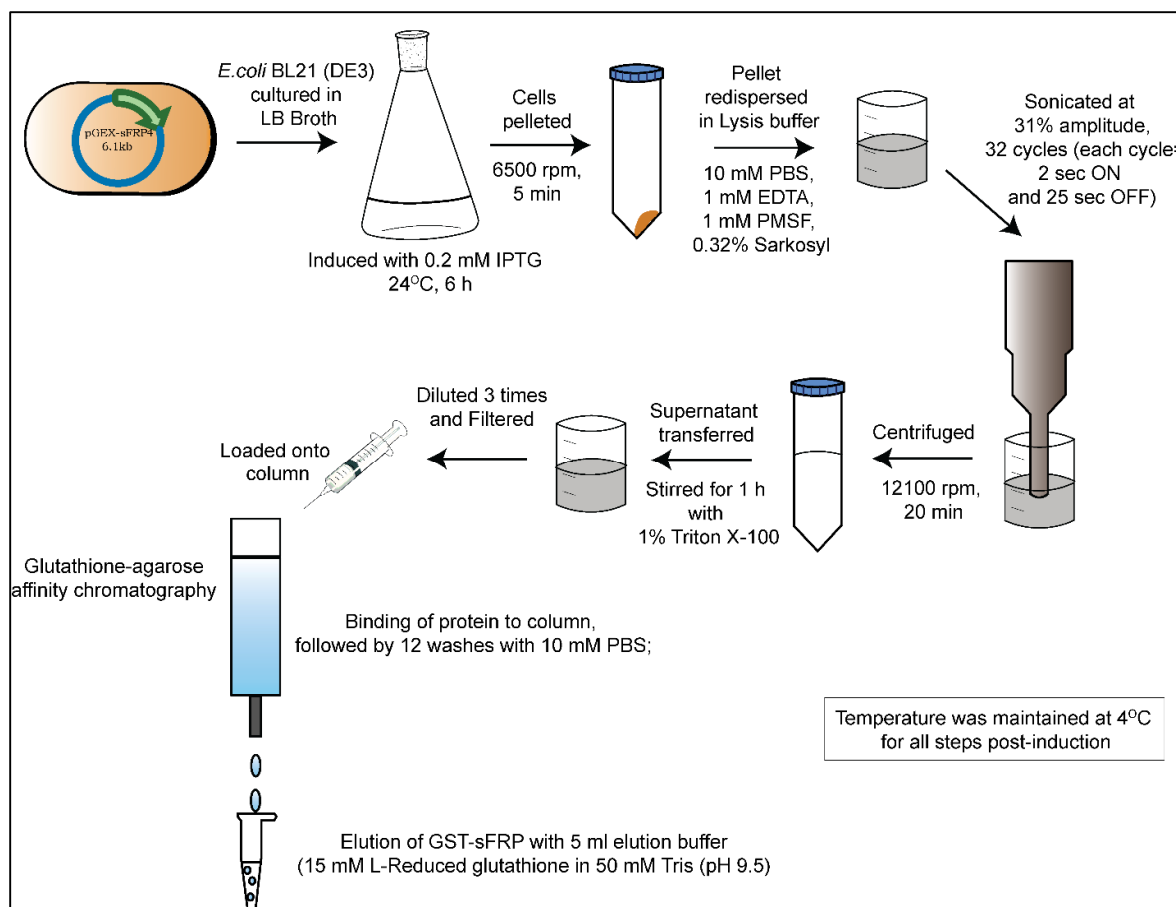 pGEX-sFRP4
6.1kb
E.coli BL21 (DE3)
cultured in
LB Broth
Induced with 0.2 mM IPTG
24OC, 6 h
Cells
pelleted
6500 rpm,
5 min
Pellet
redispersed
in Lysis buffer
10 mM PBS,
1 mM EDTA,
1 mM PMSF,
0.32% Sarkosyl
Sonicated at
31% amplitude,
32 cycles (each cycle=
2 sec ON
and 25 sec OFF)
Centrifuged
12100 rpm,
20 min
Supernatant
transferred
Stirred for 1 h
with
1% Triton X-100
Diluted 3 times
and Filtered
Loaded onto
column
Glutathione-agarose
affinity chromatography
Binding of protein to column,
followed by 12 washes with 10 mM PBS;
Temperature was maintained at 4OC
for all steps post-induction
Elution of GST-sFRP with 5 ml elution buffer
(15 mM L-Reduced glutathione in 50 mM Tris (pH 9.5)